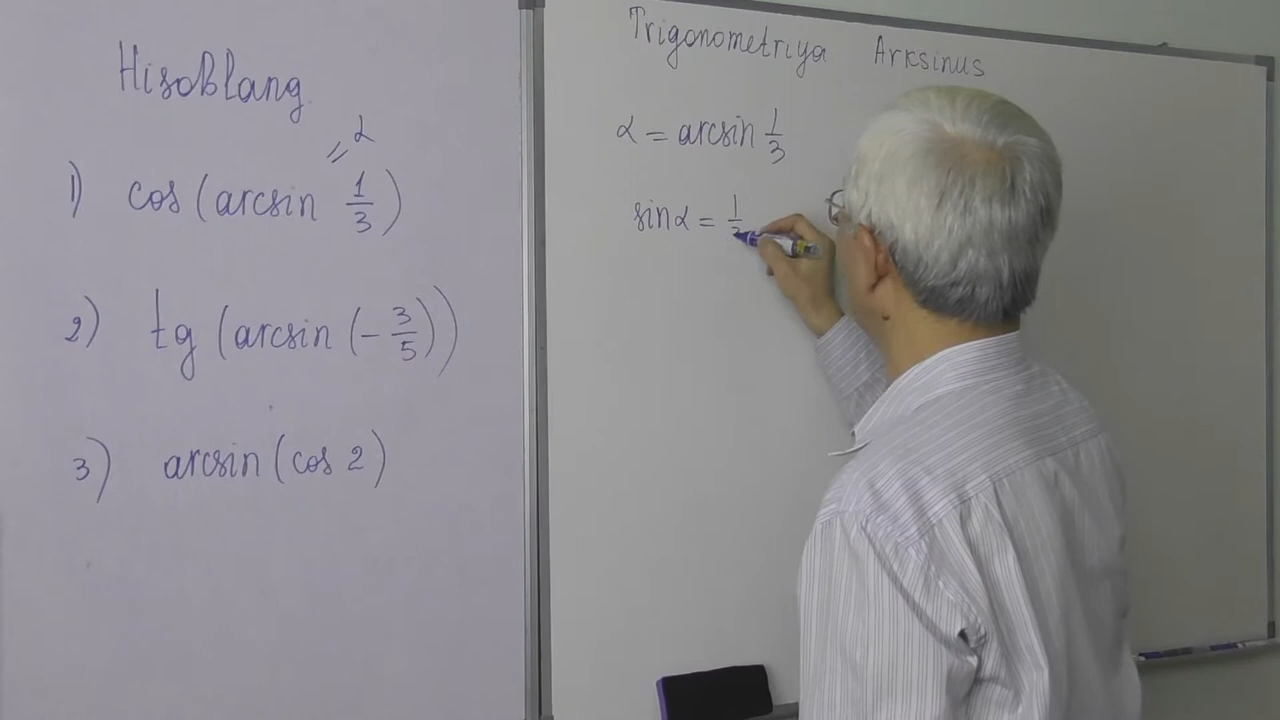 Hisoblang
= α
1) cos (arcsin 1/3)
2) tg (arcsin (- 3/5))
3) arcsin (cos 2)
Trigonometriya Arksinus
α = arcsin 1/3
sinα = 1/3